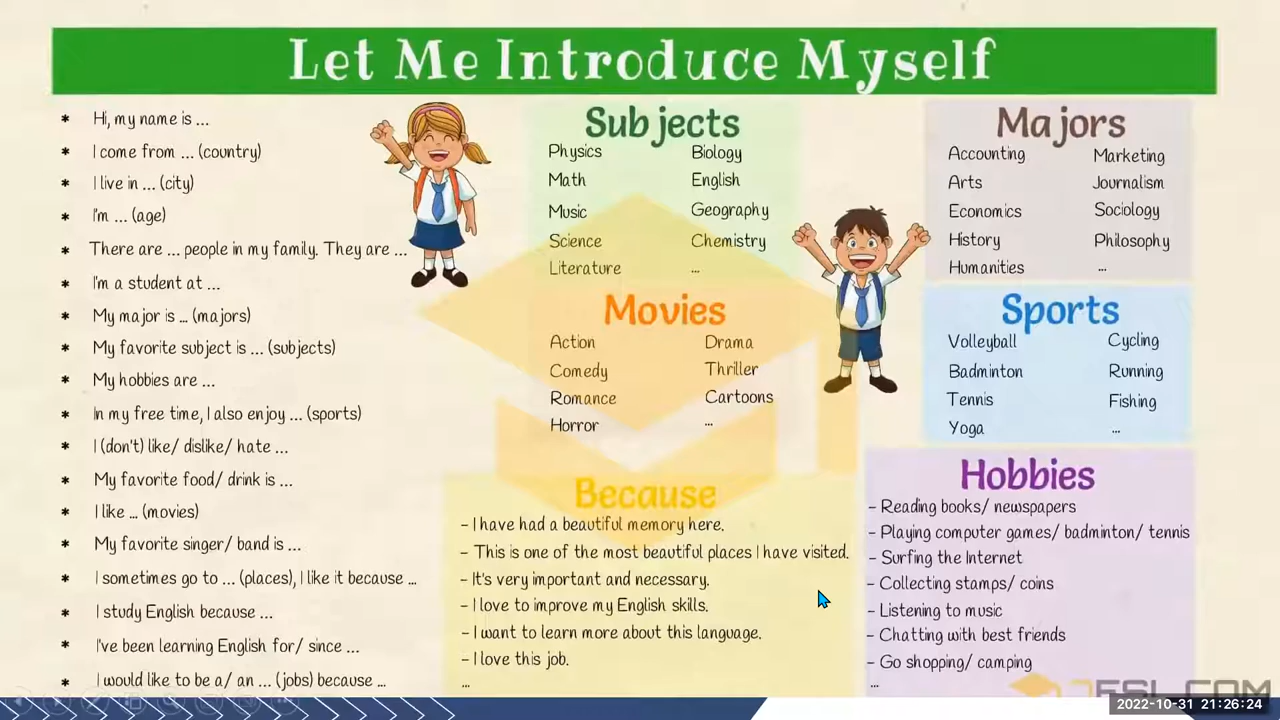 Let Me Introduce Myself
* Hi, my name is ...
* I come from ... (country)
* I live in ... (city)
* I'm ... (age)
* There are ... people in my family. They are ...
* I'm a student at ...
* My major is ... (majors)
* My favorite subject is ... (subjects)
* My hobbies are ...
* In my free time, I also enjoy ... (sports)
* I (don't) like/ dislike/ hate ...
* My favorite food/ drink is ...
* I like ... (movies)
* My favorite singer/ band is ...
* I sometimes go to ... (places), I like it because ...
* I study English because ...
* I've been learning English for/ since ...
* I would like to be a/ an ... (jobs) because ...
Subjects
Physics Biology
Math English
Music Geography
Science Chemistry
Literature ...
Movies
Action Drama
Comedy Thriller
Romance Cartoons
Horror ...
Because
- I have had a beautiful memory here.
- This is one of the most beautiful places I have visited.
- It's very important and necessary.
- I love to improve my English skills.
- I want to learn more about this language.
- I love this job.
...
Majors
Accounting Marketing
Arts Journalism
Economics Sociology
History Philosophy
Humanities ...
Sports
Volleyball Cycling
Badminton Running
Tennis Fishing
Yoga ...
Hobbies
- Reading books/ newspapers
- Playing computer games/ badminton/ tennis
- Surfing the Internet
- Collecting stamps/ coins
- Listening to music
- Chatting with best friends
- Go shopping/ camping
...
7ESL.COM
2022-10-31 21:26:24